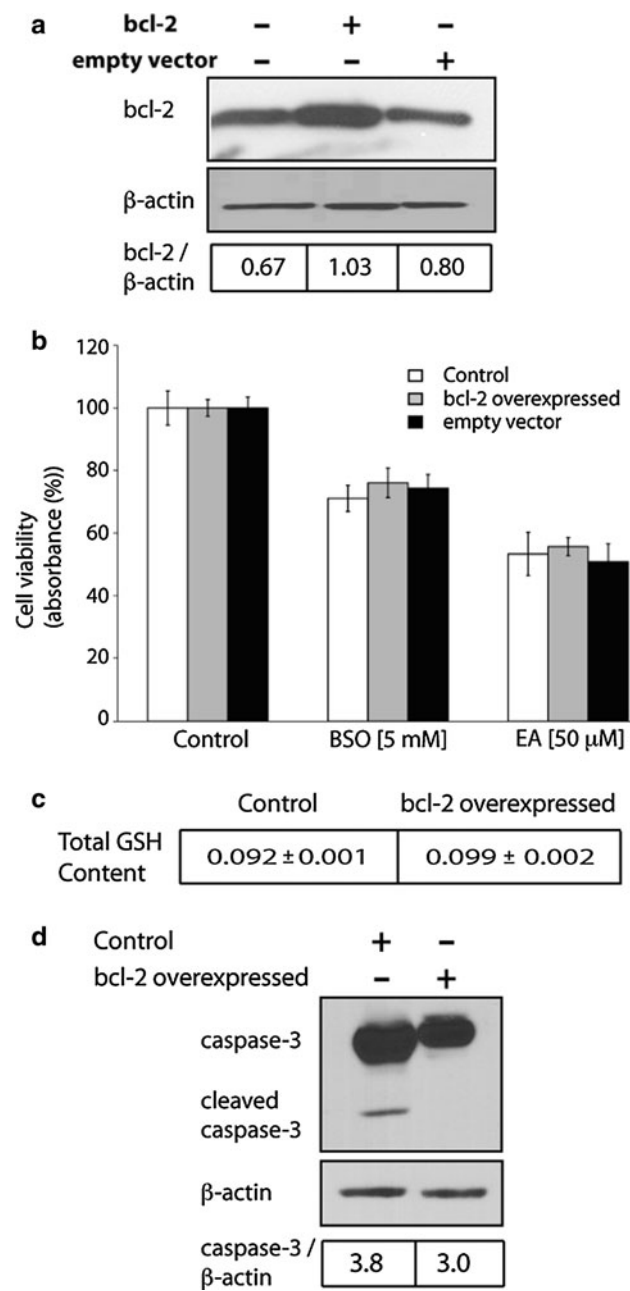 a
bcl-2 – + –
empty vector – – +
bcl-2
β-actin
bcl-2 /
β-actin
0.67 1.03 0.80
b
120
100
80
60
40
20
0
Cell viability
(absorbance (%))
Control
bcl-2 overexpressed
empty vector
Control BSO [5 mM] EA [50 μM]
c
Control bcl-2 overexpressed
Total GSH
Content
0.092 ± 0.001 0.099 ± 0.002
d
Control + –
bcl-2 overexpressed – +
caspase-3
cleaved
caspase-3
β-actin
caspase-3 /
β-actin
3.8 3.0